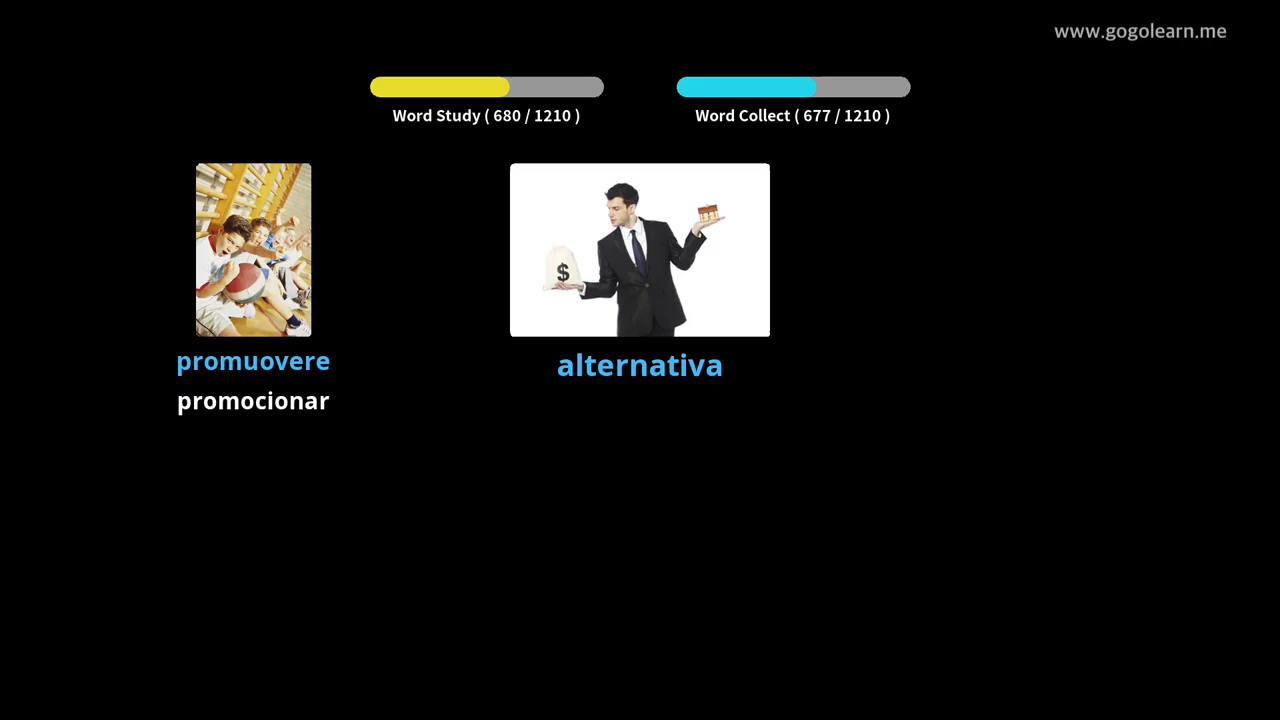 www.gogolearn.me
Word Study ( 680 / 1210 )
Word Collect ( 677 / 1210 )
$
promuovere
promocionar
alternativa